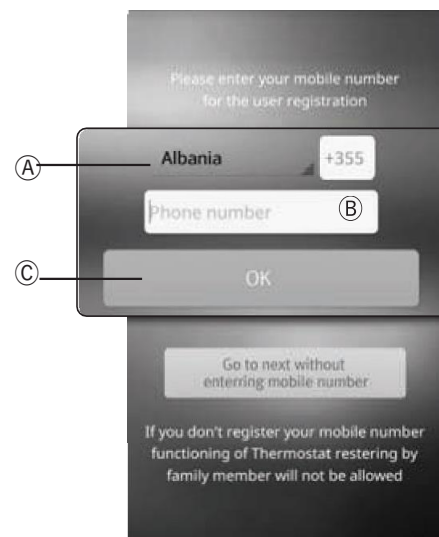 Please enter your mobile number
for the user registration
Ⓐ
Albania +355
Phone number Ⓑ
Ⓒ
OK
Go to next without
enterring mobile number
If you don't register your mobile number
functioning of Thermostat restering by
family member will not be allowed